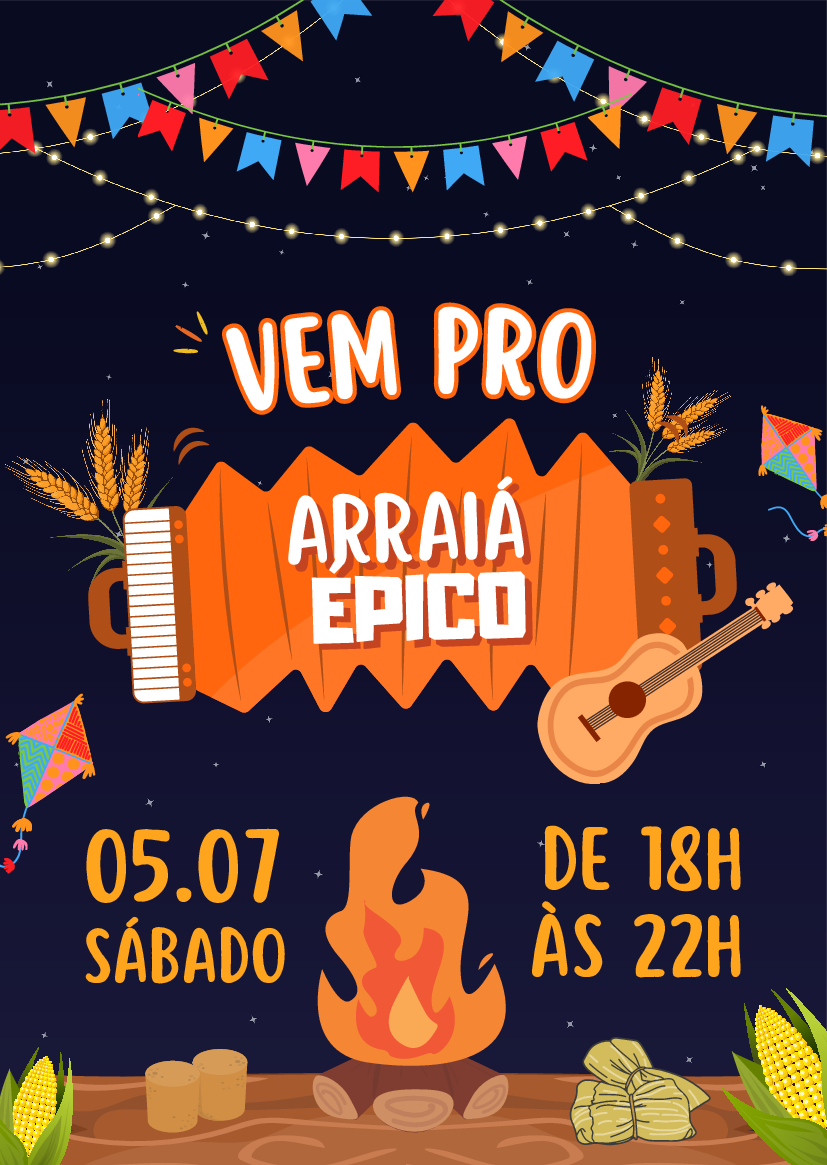 VEM PRO
ARRAIÁ
ÉPICO
05.07
SÁBADO
DE 18H
ÀS 22H